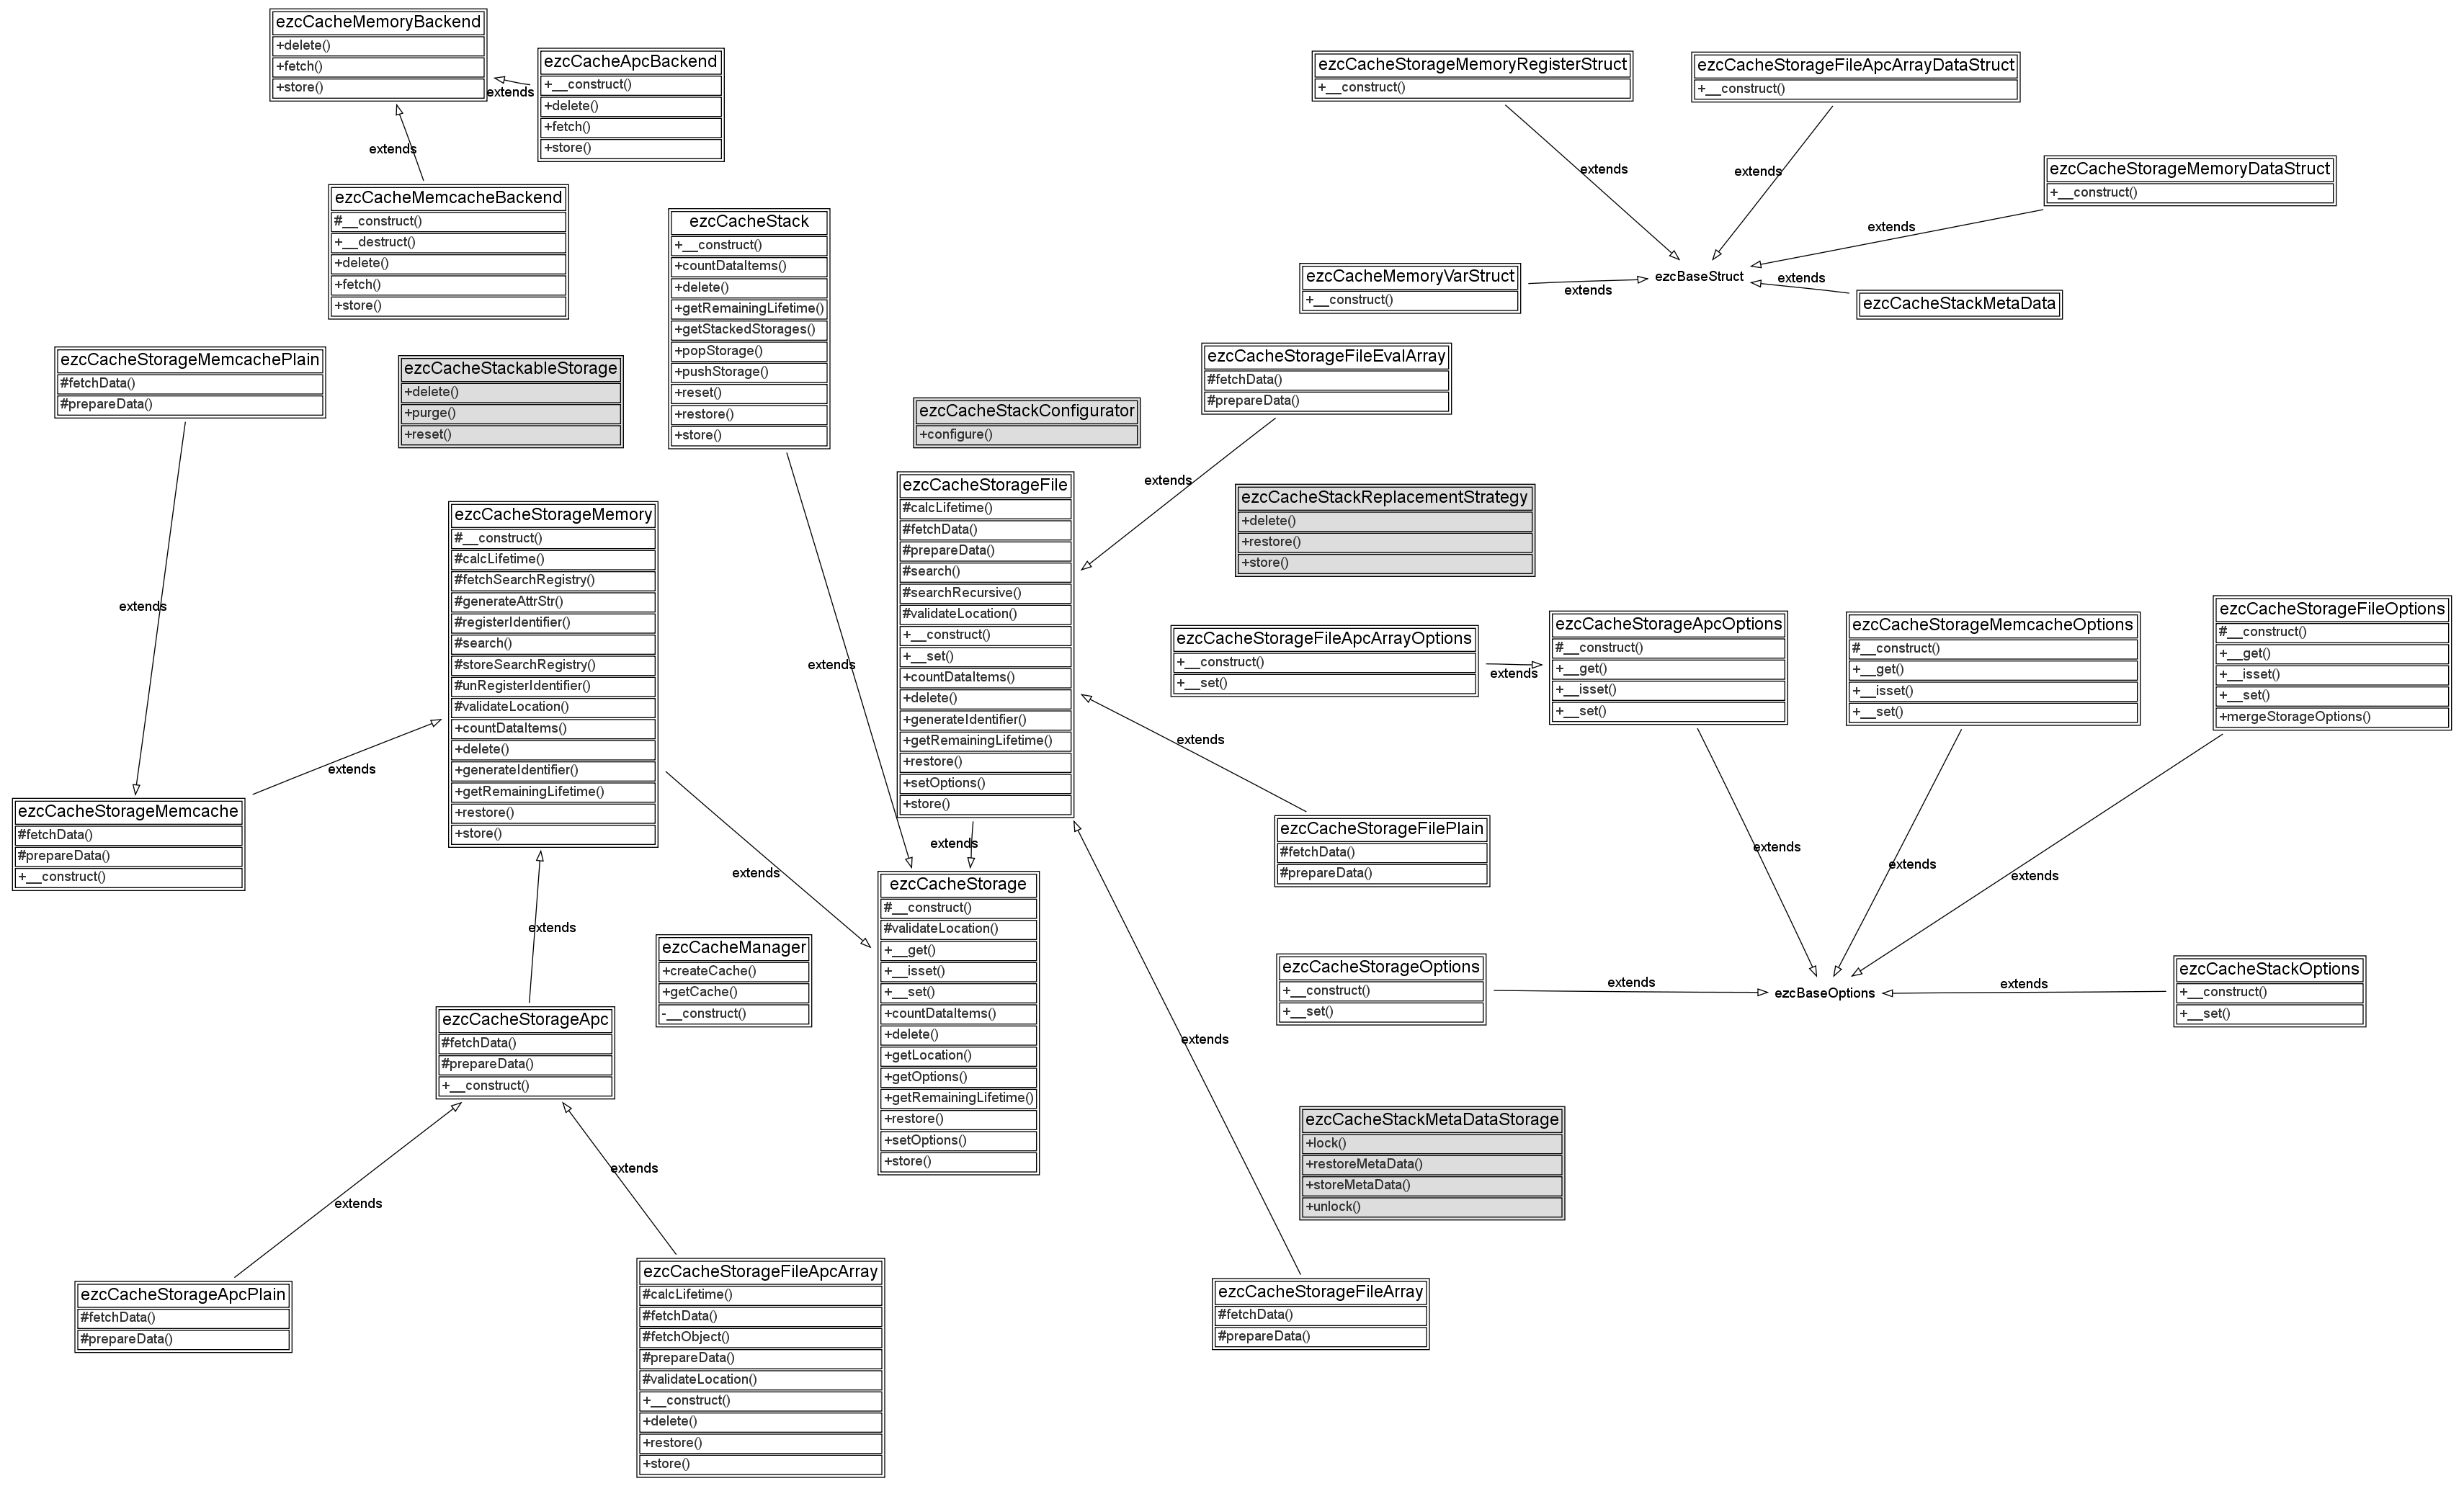 ezcCacheMemoryBackend
+delete()
+fetch()
+store()
extends
ezcCacheApcBackend
+__construct()
+delete()
+fetch()
+store()
extends
ezcCacheMemcacheBackend
#__construct()
+__destruct()
+delete()
+fetch()
+store()
ezcCacheStorageMemoryRegisterStruct
+__construct()
ezcCacheStorageFileApcArrayDataStruct
+__construct()
extends
extends
ezcCacheStorageMemoryDataStruct
+__construct()
extends
ezcCacheMemoryVarStruct
+__construct()
extends
ezcBaseStruct
extends
ezcCacheStackMetaData
ezcCacheStack
+__construct()
+countDataItems()
+delete()
+getRemainingLifetime()
+getStackedStorages()
+popStorage()
+pushStorage()
+reset()
+restore()
+store()
extends
ezcCacheStorageMemcachePlain
#fetchData()
#prepareData()
extends
ezcCacheStackableStorage
+delete()
+purge()
+reset()
ezcCacheStackConfigurator
+configure()
ezcCacheStorageFileEvalArray
#fetchData()
#prepareData()
extends
ezcCacheStorageFile
#calcLifetime()
#fetchData()
#prepareData()
#search()
#searchRecursive()
#validateLocation()
+__construct()
+__set()
+countDataItems()
+delete()
+generateIdentifier()
+getRemainingLifetime()
+restore()
+setOptions()
+store()
extends
ezcCacheStackReplacementStrategy
+delete()
+restore()
+store()
ezcCacheStorageMemory
#__construct()
#calcLifetime()
#fetchSearchRegistry()
#generateAttrStr()
#registerIdentifier()
#search()
#storeSearchRegistry()
#unRegisterIdentifier()
#validateLocation()
+countDataItems()
+delete()
+generateIdentifier()
+getRemainingLifetime()
+restore()
+store()
extends
ezcCacheStorageFileApcArrayOptions
+__construct()
+__set()
extends
ezcCacheStorageApcOptions
#__construct()
+__get()
+__isset()
+__set()
ezcCacheStorageMemcacheOptions
#__construct()
+__get()
+__isset()
+__set()
ezcCacheStorageFileOptions
#__construct()
+__get()
+__isset()
+__set()
+mergeStorageOptions()
extends
extends
extends
extends
ezcCacheStorageFilePlain
#fetchData()
#prepareData()
ezcCacheStorageMemcache
#fetchData()
#prepareData()
+__construct()
extends
ezcCacheStorage
#__construct()
#validateLocation()
+__get()
+__isset()
+__set()
+countDataItems()
+delete()
+getLocation()
+getOptions()
+getRemainingLifetime()
+restore()
+setOptions()
+store()
extends
ezcCacheManager
+createCache()
+getCache()
-__construct()
ezcCacheStorageOptions
+__construct()
+__set()
extends
ezcBaseOptions
extends
ezcCacheStackOptions
+__construct()
+__set()
ezcCacheStorageApc
#fetchData()
#prepareData()
+__construct()
extends
ezcCacheStackMetaDataStorage
+lock()
+restoreMetaData()
+storeMetaData()
+unlock()
extends
extends
ezcCacheStorageApcPlain
#fetchData()
#prepareData()
ezcCacheStorageFileApcArray
#calcLifetime()
#fetchData()
#fetchObject()
#prepareData()
#validateLocation()
+__construct()
+delete()
+restore()
+store()
ezcCacheStorageFileArray
#fetchData()
#prepareData()